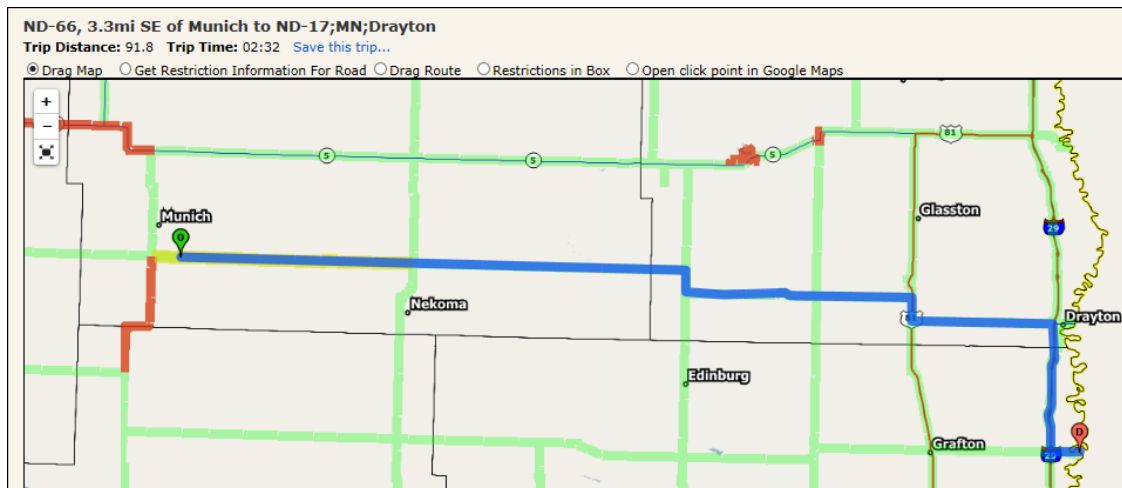 ND-66, 3.3mi SE of Munich to ND-17;MN;Drayton
Trip Distance: 91.8 Trip Time: 02:32 Save this trip...
Drag Map Get Restriction Information For Road Drag Route Restrictions in Box Open click point in Google Maps
+
−
81
5 5 5
Munich
Glasston
O
29
Nekoma
81
Drayton
Edinburg
D
Grafton
29